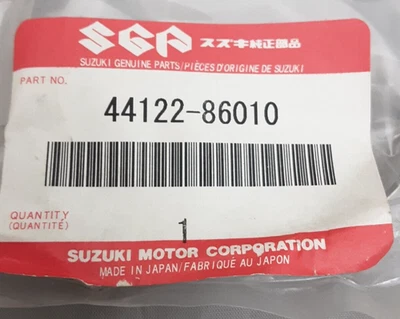 SGP スズキ純正部品
SUZUKI GENUINE PARTS/PIÈCES D'ORIGINE DE SUZUKI
PART NO.
44122-86010
QUANTITY
(QUANTITÉ)
1
SUZUKI MOTOR CORPORATION
MADE IN JAPAN/FABRIQUÉ AU JAPON